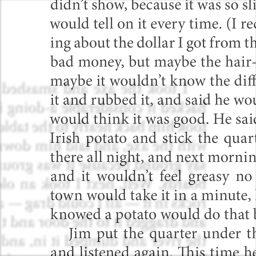 didn't show, because it was so sli
would tell on it every time. (I rec
ing about the dollar I got from th
bad money, but maybe the hair-
maybe it wouldn't know the diff
it and rubbed it, and said he wou
would think it was good. He said
Irish potato and stick the quart
there all night, and next mornin
and it wouldn't feel greasy no
town would take it in a minute,
knowed a potato would do that b
Jim put the quarter under th
and listened again. This time he